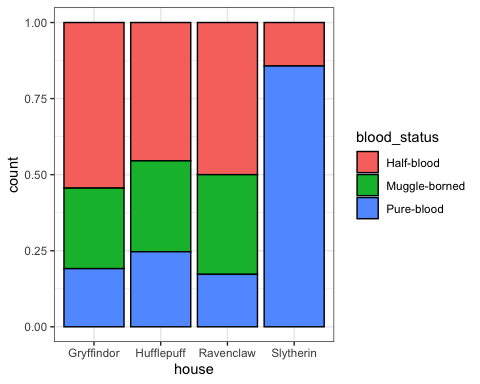 1.00
0.75
0.50
0.25
0.00
count
Gryffindor Hufflepuff Ravenclaw Slytherin
house
blood_status
Half-blood
Muggle-borned
Pure-blood